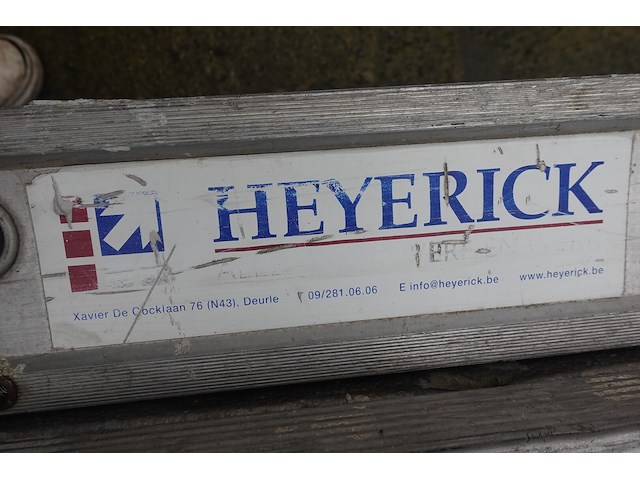 HEYERICK
Xavier De Cocklaan 76 (N43), Deurle T 09/281.06.06 E info@heyerick.be www.heyerick.be